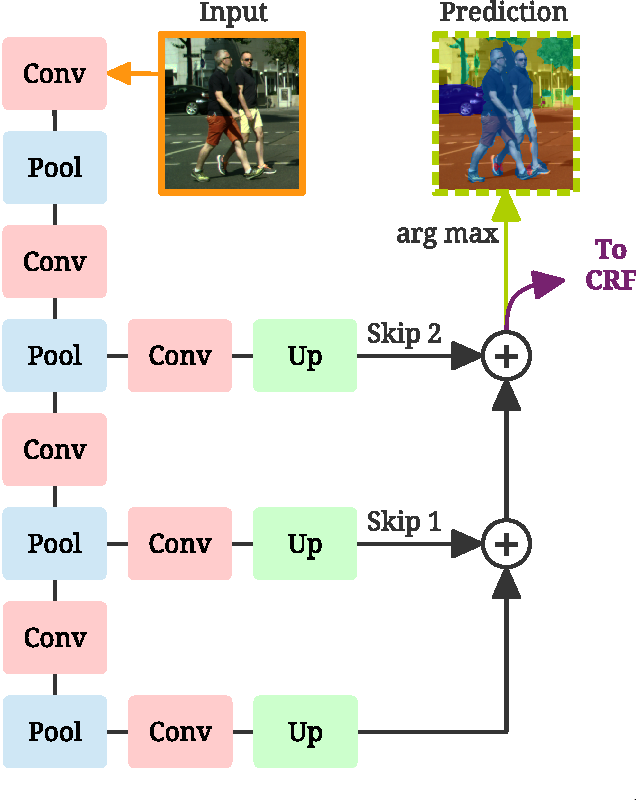 Input
Prediction
Conv
Pool
arg max
Conv
To
CRF
Pool
Conv
Up
Skip 2
+
Conv
Pool
Conv
Up
Skip 1
+
Conv
Pool
Conv
Up